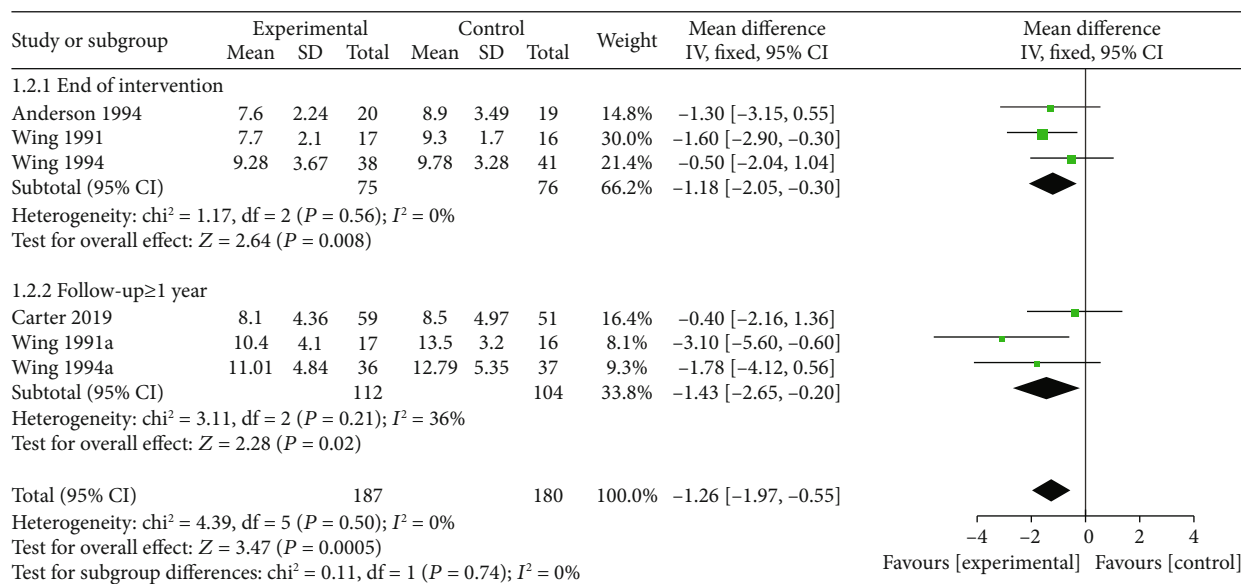 Study or subgroup Experimental Control Weight Mean difference Mean difference
Mean SD Total Mean SD Total IV, fixed, 95% CI IV, fixed, 95% CI
1.2.1 End of intervention
Anderson 1994 7.6 2.24 20 8.9 3.49 19 14.8% −1.30 [−3.15, 0.55]
Wing 1991 7.7 2.1 17 9.3 1.7 16 30.0% −1.60 [−2.90, −0.30]
Wing 1994 9.28 3.67 38 9.78 3.28 41 21.4% −0.50 [−2.04, 1.04]
Subtotal (95% CI) 75 76 66.2% −1.18 [−2.05, −0.30]
Heterogeneity: chi² = 1.17, df = 2 (P = 0.56); I² = 0%
Test for overall effect: Z = 2.64 (P = 0.008)
1.2.2 Follow-up≥1 year
Carter 2019 8.1 4.36 59 8.5 4.97 51 16.4% −0.40 [−2.16, 1.36]
Wing 1991a 10.4 4.1 17 13.5 3.2 16 8.1% −3.10 [−5.60, −0.60]
Wing 1994a 11.01 4.84 36 12.79 5.35 37 9.3% −1.78 [−4.12, 0.56]
Subtotal (95% CI) 112 104 33.8% −1.43 [−2.65, −0.20]
Heterogeneity: chi² = 3.11, df = 2 (P = 0.21); I² = 36%
Test for overall effect: Z = 2.28 (P = 0.02)
Total (95% CI) 187 180 100.0% −1.26 [−1.97, −0.55]
Heterogeneity: chi² = 4.39, df = 5 (P = 0.50); I² = 0%
Test for overall effect: Z = 3.47 (P = 0.0005)
Test for subgroup differences: chi² = 0.11, df = 1 (P = 0.74); I² = 0%
−4 −2 0 2 4
Favours [experimental] Favours [control]